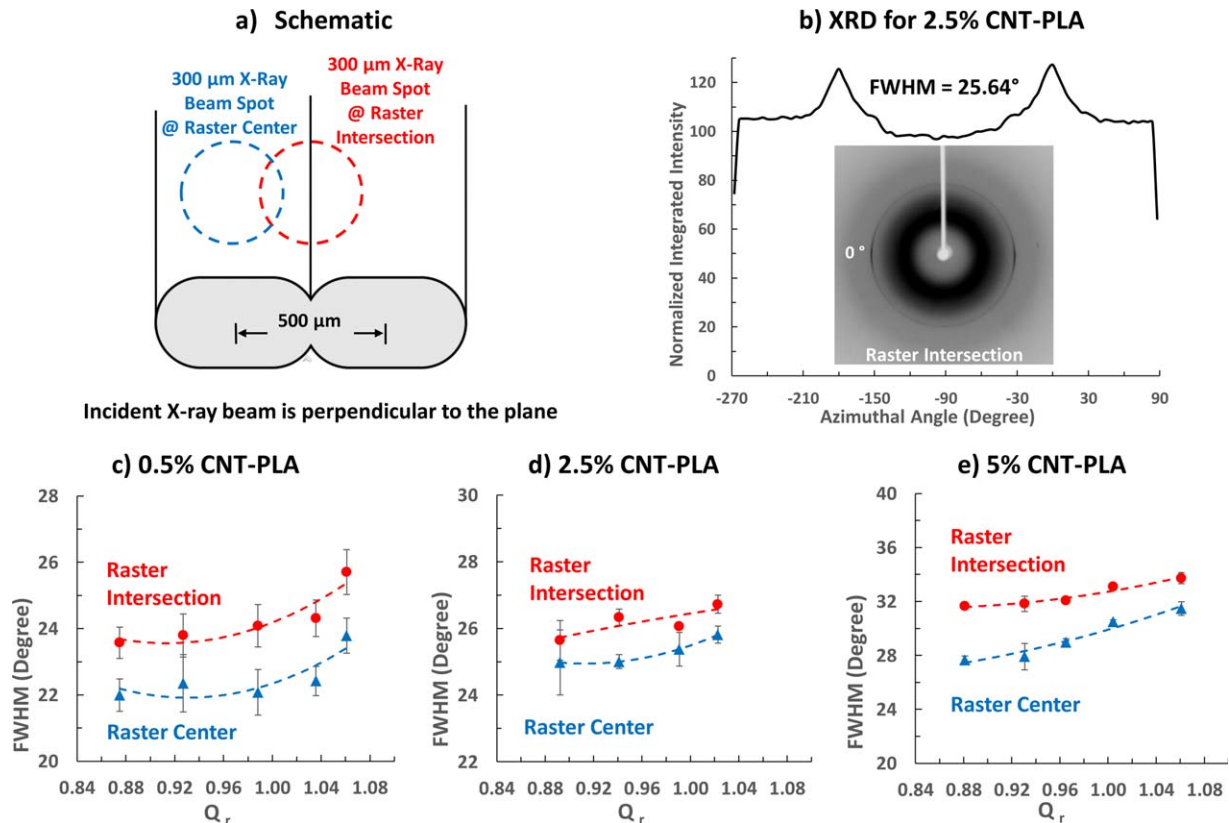 a) Schematic
300 µm X-Ray
Beam Spot
@ Raster Center
300 µm X-Ray
Beam Spot
@ Raster
Intersection
500 µm
Incident X-ray beam is perpendicular to the plane
b) XRD for 2.5% CNT-PLA
Normalized Integrated Intensity
120
100
80
60
40
20
0
FWHM = 25.64°
0 °
Raster Intersection
-270 -210 -150 -90 -30 30 90
Azimuthal Angle (Degree)
c) 0.5% CNT-PLA
FWHM (Degree)
28
26
24
22
20
Raster
Intersection
Raster Center
0.84 0.88 0.92 0.96 1.00 1.04 1.08
Q r
d) 2.5% CNT-PLA
FWHM (Degree)
30
28
26
24
22
Raster
Intersection
Raster Center
0.84 0.88 0.92 0.96 1.00 1.04 1.08
Q r
e) 5% CNT-PLA
FWHM (Degree)
40
36
32
28
24
20
Raster
Intersection
Raster Center
0.84 0.88 0.92 0.96 1.00 1.04 1.08
Q r